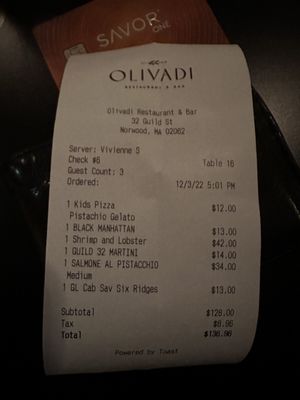 SAVOR
ONE
OLIVADI
RESTAURANT & BAR
Olivadi Restaurant & Bar
32 Guild St
Norwood, MA 02062
Server: Vivienne S
Check #6
Table 16
Guest Count: 3
Ordered:
12/3/22 5:01 PM
1 Kids Pizza $12.00
Pistachio Gelato
1 BLACK MANHATTAN $13.00
1 Shrimp and Lobster $42.00
1 GUILD 32 MARTINI $14.00
1 SALMONE AL PISTACCHIO $34.00
Medium
1 GL Cab Sav Six Ridges $13.00
Subtotal $128.00
Tax $8.96
Total $136.96
Powered by Toast